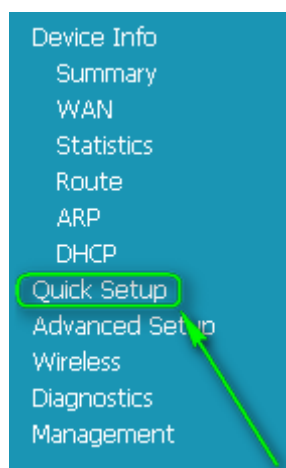 Device Info
Summary
WAN
Statistics
Route
ARP
DHCP
Quick Setup
Advanced Setup
Wireless
Diagnostics
Management